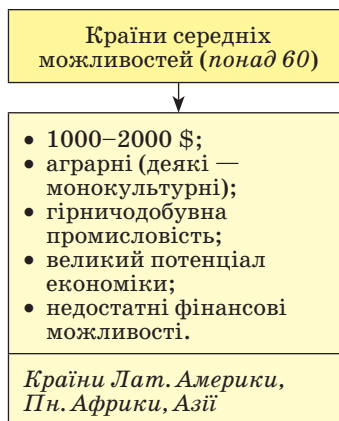 Країни середніх
можливостей (понад 60)
• 1000–2000 $;
• аграрні (деякі —
монокультурні);
• гірничодобувна
промисловість;
• великий потенціал
економіки;
• недостатні фінансові
можливості.
Країни Лат. Америки,
Пн. Африки, Азії